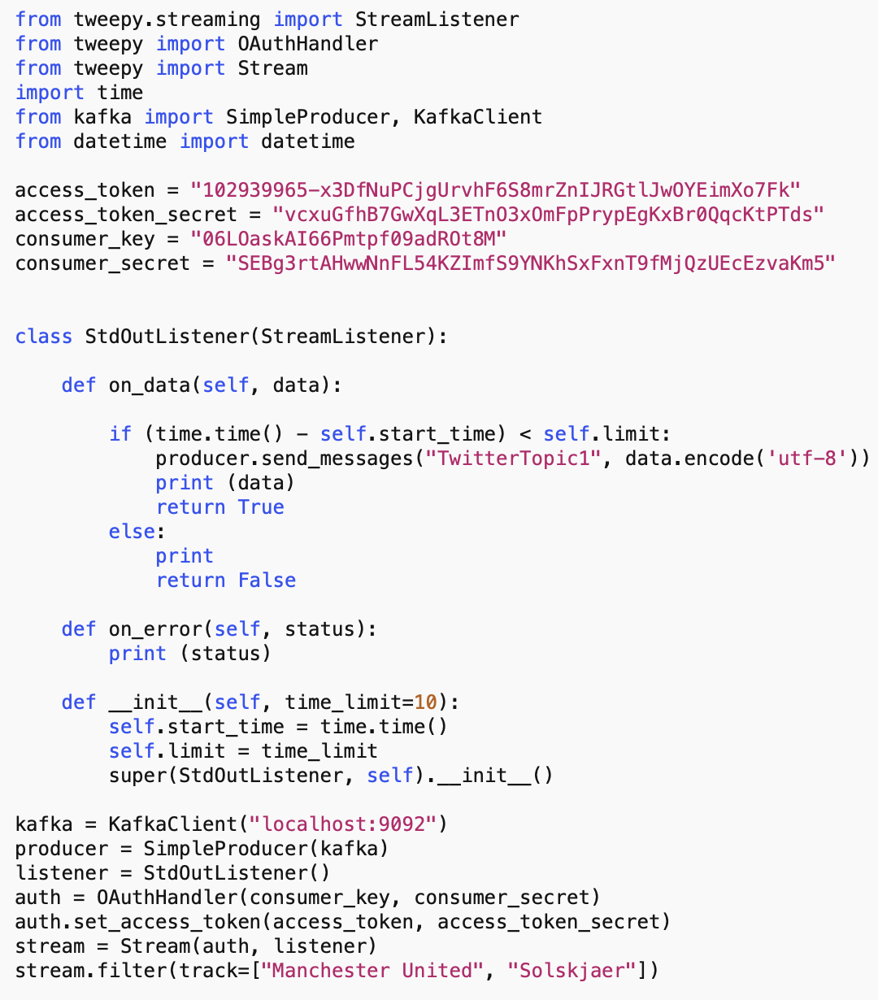 from tweepy.streaming import StreamListener
from tweepy import OAuthHandler
from tweepy import Stream
import time
from kafka import SimpleProducer, KafkaClient
from datetime import datetime

access_token = "102939965-x3DfNuPCjgUrvhF6S8mrZnIJRGtlJwOYEimXo7Fk"
access_token_secret = "vcxuGfhB7GwXqL3ETnO3xOmFpPrypEgKxBr0QqcKtPTds"
consumer_key = "06LOaskAI66Pmtpf09adROt8M"
consumer_secret = "SEBg3rtAHwwNnFL54KZImfS9YNKhSxFxnT9fMjQzUEcEzvaKm5"


class StdOutListener(StreamListener):

    def on_data(self, data):

        if (time.time() - self.start_time) < self.limit:
            producer.send_messages("TwitterTopic1", data.encode('utf-8'))
            print (data)
            return True
        else:
            print
            return False

    def on_error(self, status):
        print (status)

    def __init__(self, time_limit=10):
        self.start_time = time.time()
        self.limit = time_limit
        super(StdOutListener, self).__init__()

kafka = KafkaClient("localhost:9092")
producer = SimpleProducer(kafka)
listener = StdOutListener()
auth = OAuthHandler(consumer_key, consumer_secret)
auth.set_access_token(access_token, access_token_secret)
stream = Stream(auth, listener)
stream.filter(track=["Manchester United", "Solskjaer"])